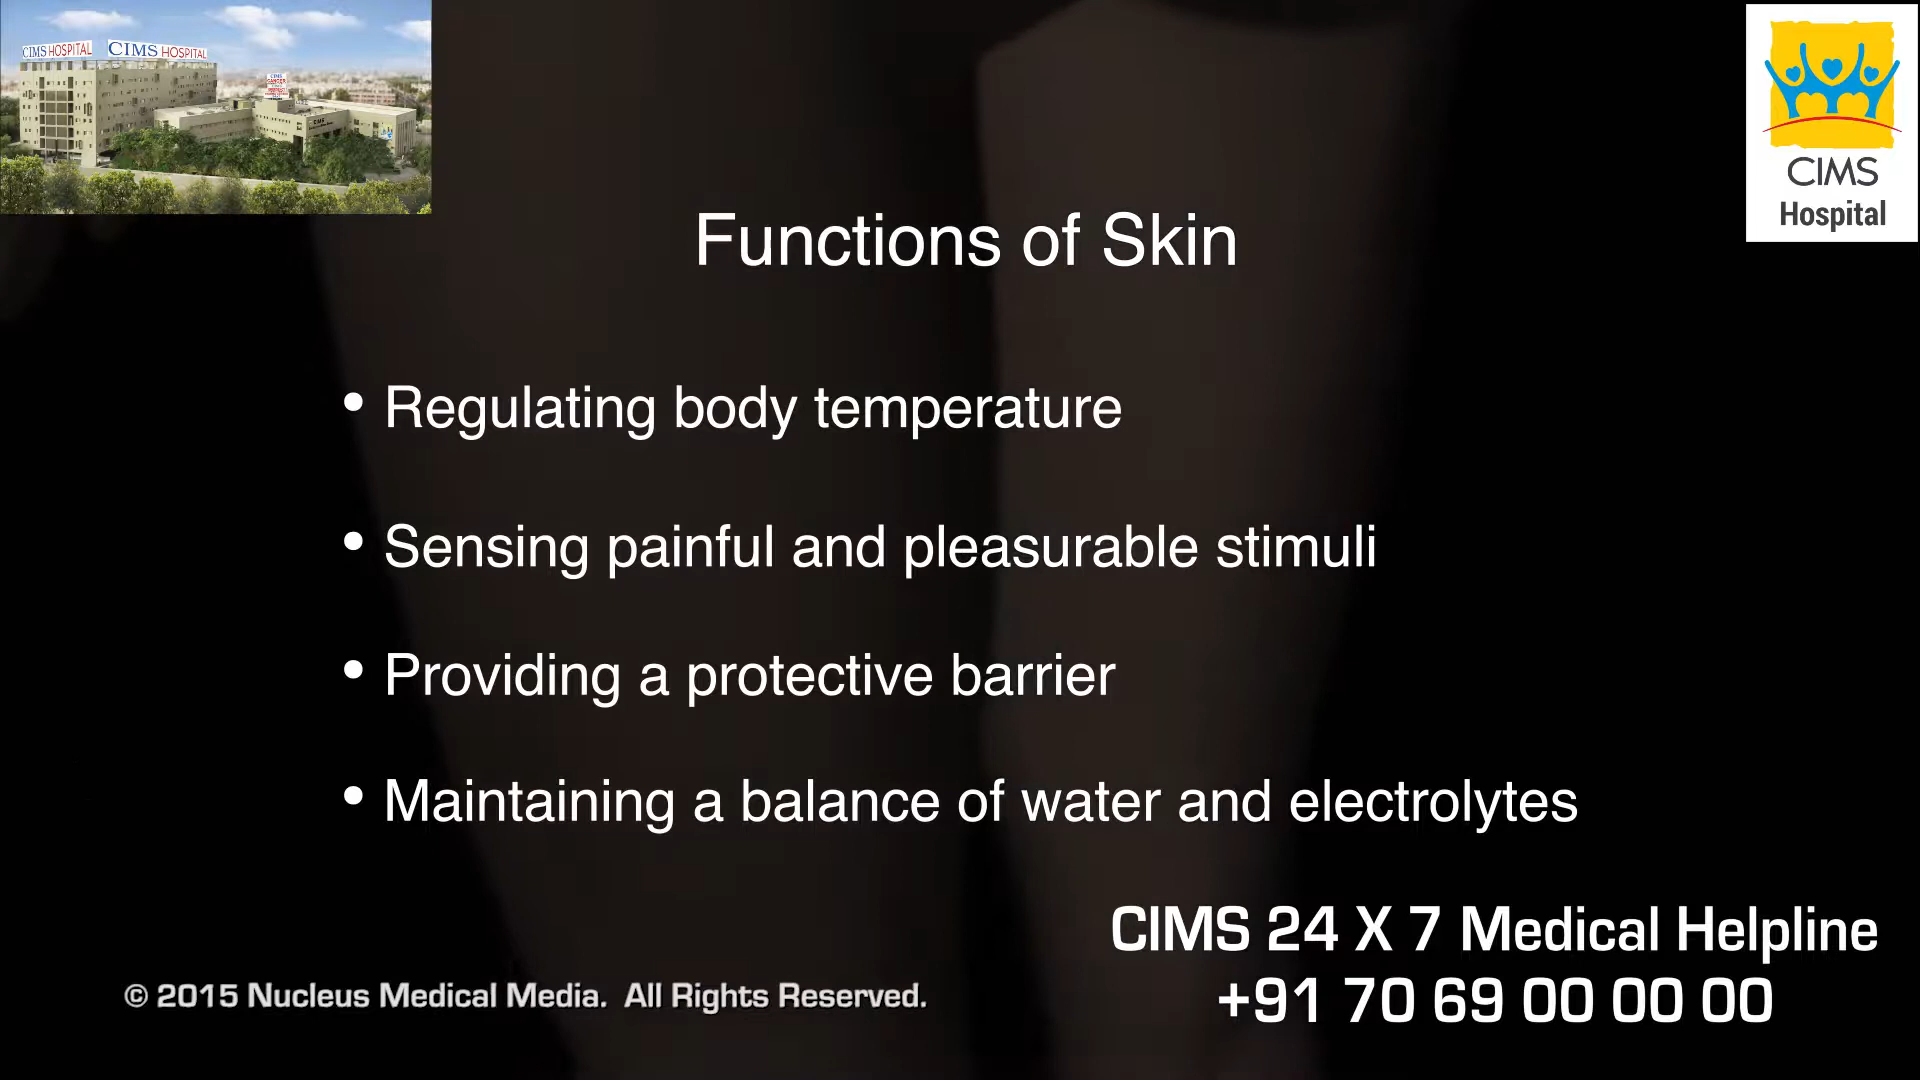 CIMS HOSPITAL CIMS HOSPITAL
CIMS
Hospital
Functions of Skin
• Regulating body temperature
• Sensing painful and pleasurable stimuli
• Providing a protective barrier
• Maintaining a balance of water and electrolytes
CIMS 24 X 7 Medical Helpline
+91 70 69 00 00 00
© 2015 Nucleus Medical Media. All Rights Reserved.